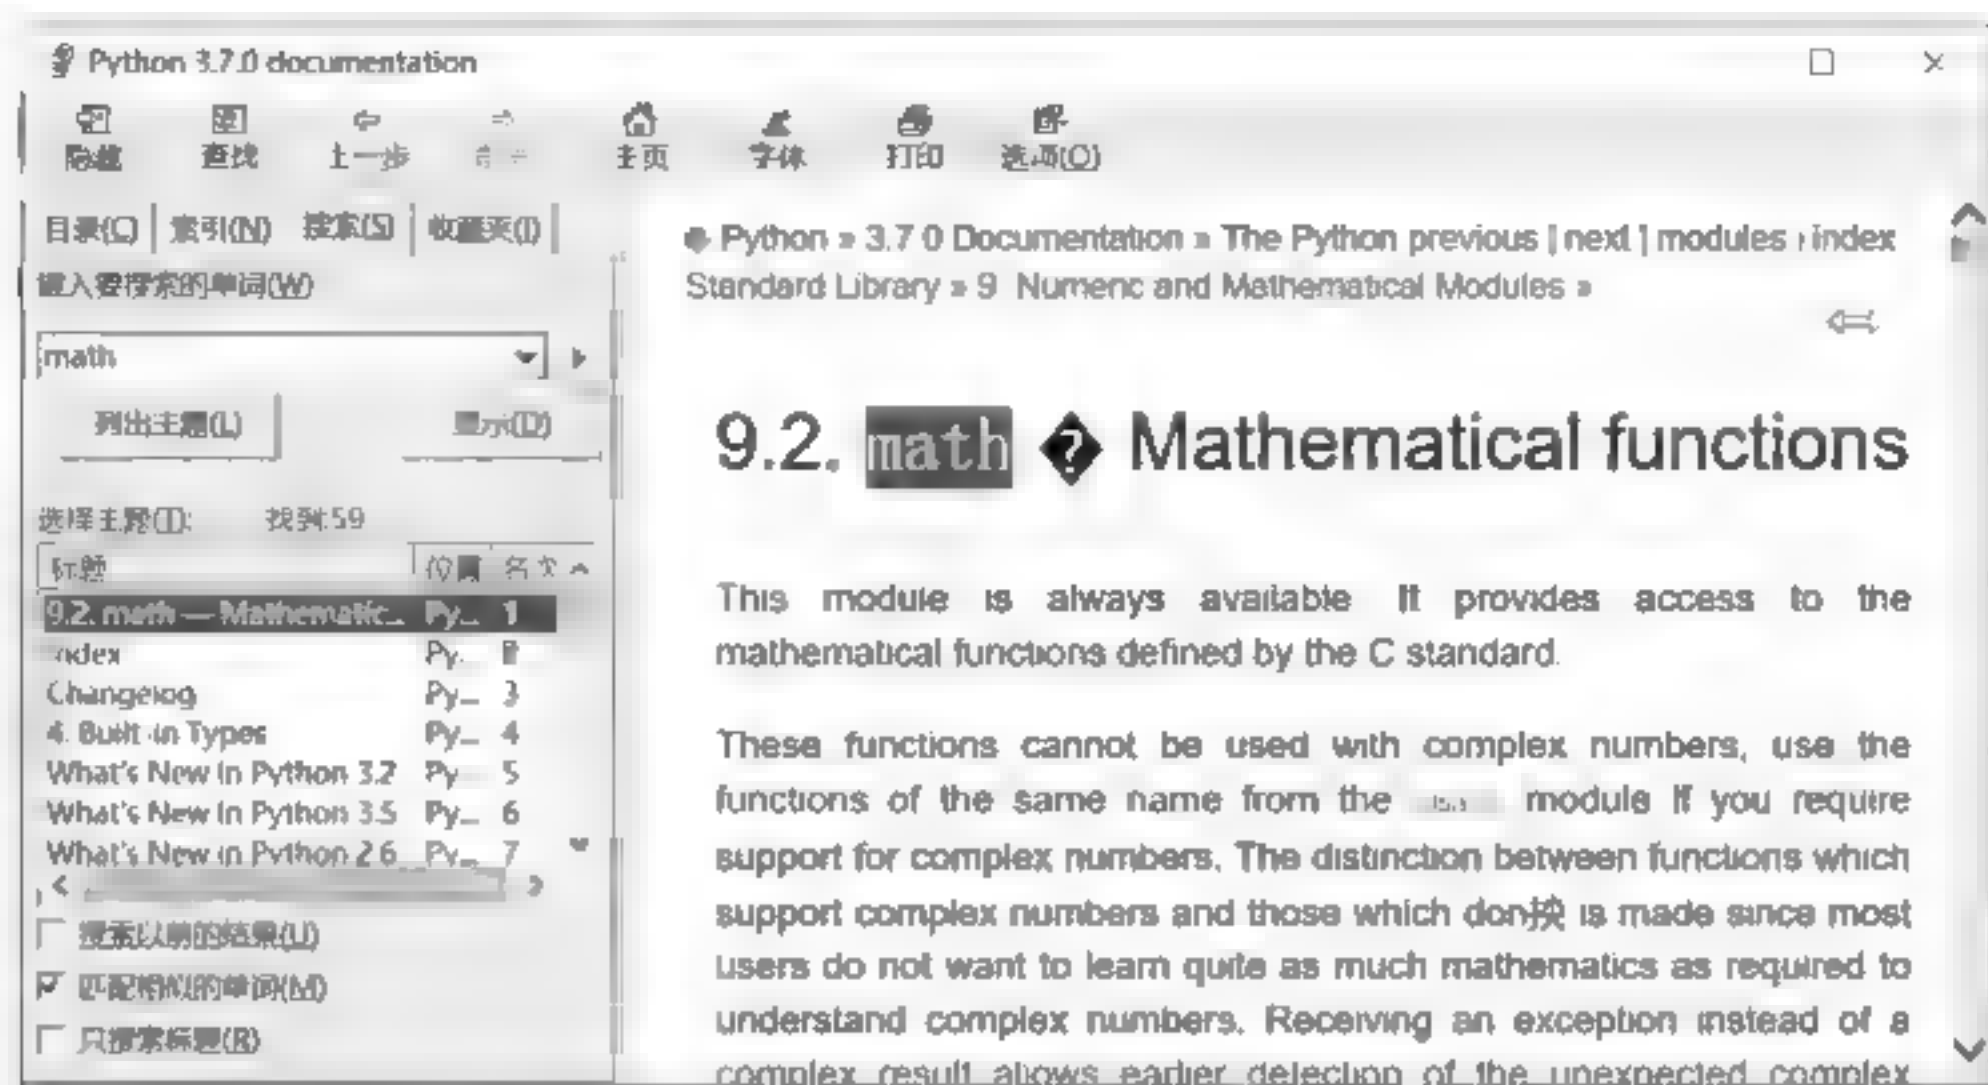 Python 3.7.0 documentation
隐藏 查找 上一步 主页 字体 打印 选项(O)
目录(C) 索引(N) 搜索(S) 收藏夹(I)
键入要搜索的单词(W)
math
列出主题(L) 显示(D)
选择主题(T): 找到:59
标题 位置 名次
9.2. math — Mathematic... Py... 1
Index Py...
Changelog Py... 3
4. Built-in Types Py... 4
What's New in Python 3.2 Py... 5
What's New in Python 3.5 Py... 6
What's New in Python 2.6 Py... 7
搜索以前的结果(U)
匹配相似的单词(M)
只搜索标题(R)
Python » 3.7.0 Documentation » The Python previous | next | modules | index
Standard Library » 9. Numeric and Mathematical Modules »
9.2. math � Mathematical functions
This module is always available. It provides access to the
mathematical functions defined by the C standard.
These functions cannot be used with complex numbers; use the
functions of the same name from the module if you require
support for complex numbers. The distinction between functions which
support complex numbers and those which don抰 is made since most
users do not want to learn quite as much mathematics as required to
understand complex numbers. Receiving an exception instead of a
complex result allows earlier detection of the unexpected complex